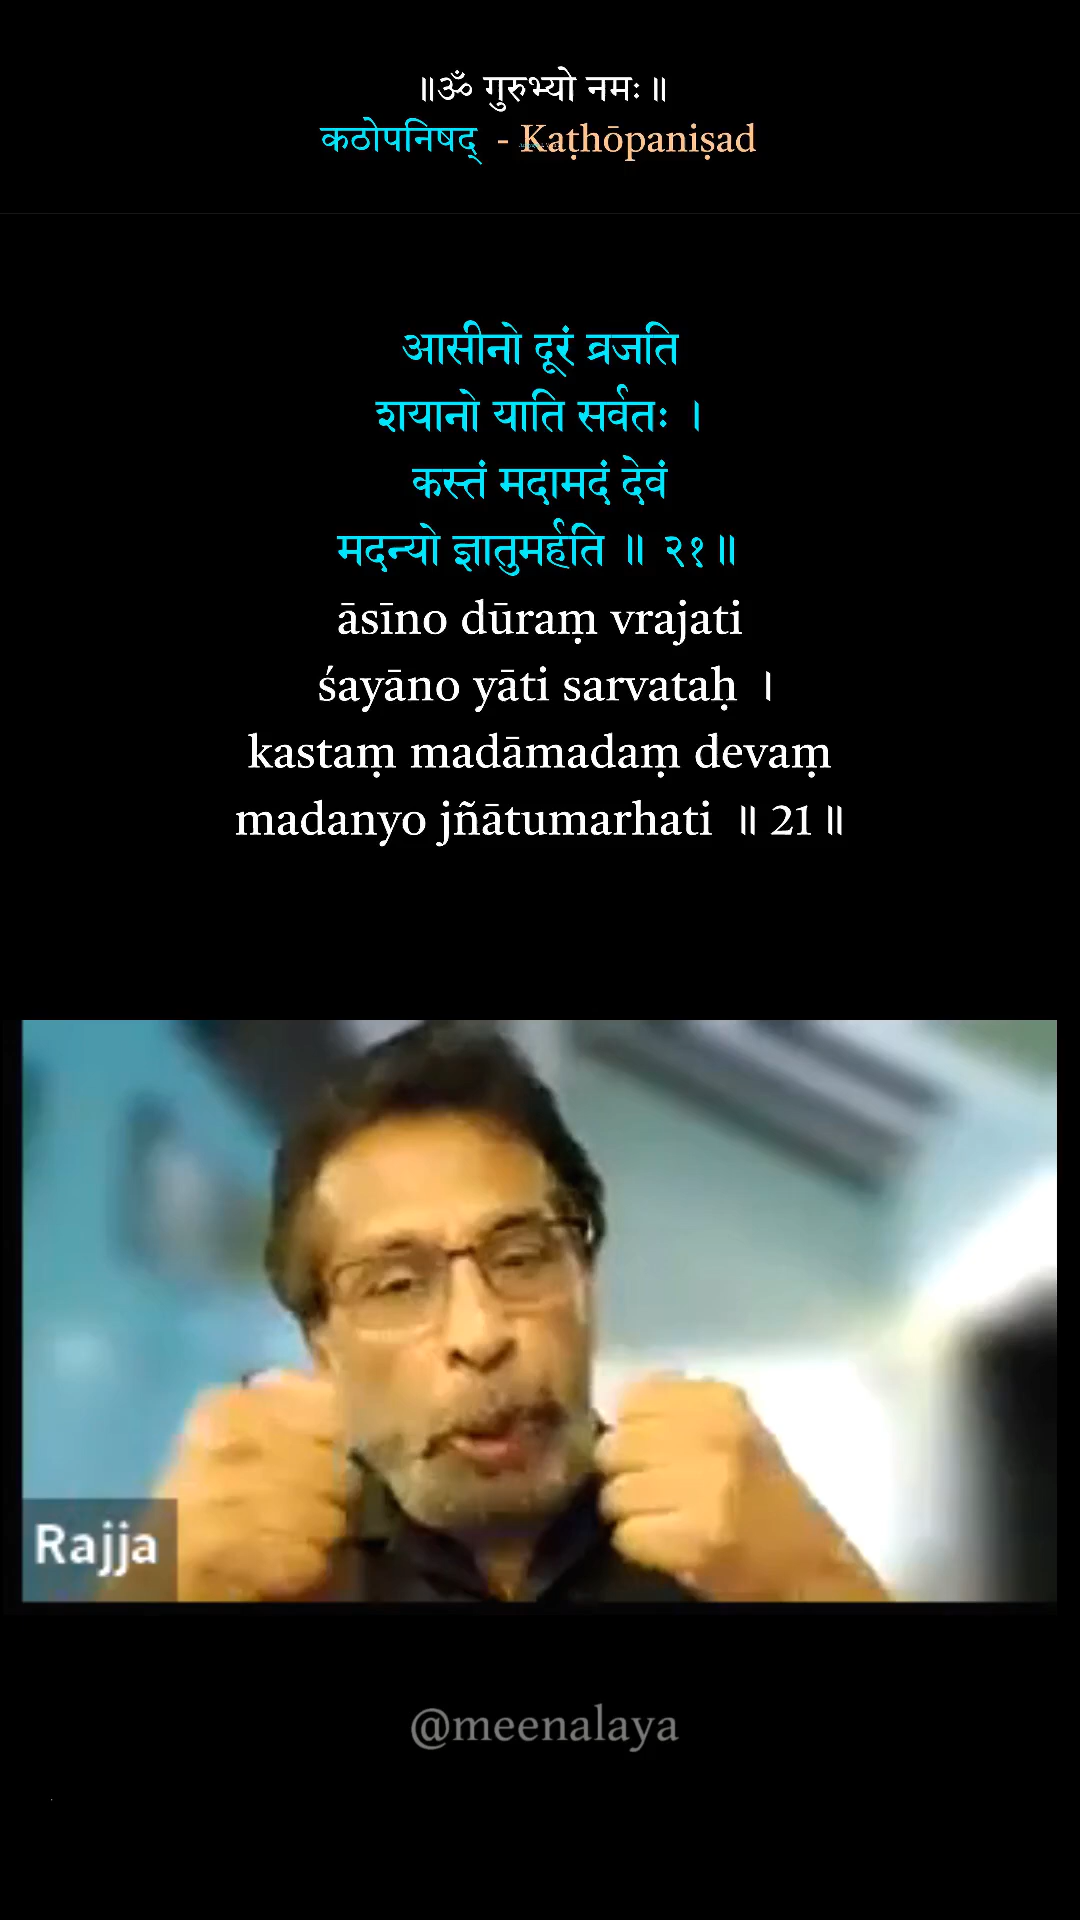 ॥ॐ गुरुभ्यो नमः॥
कठोपनिषद् - Kaṭhōpaniṣad
आसीनो दूरं व्रजति
शयानो याति सर्वतः ।
कस्तं मदामदं देवं
मदन्यो ज्ञातुमर्हति ॥ २१॥
āsīno dūraṃ vrajati
śayāno yāti sarvataḥ ।
kastaṃ madāmadaṃ devaṃ
madanyo jñātumarhati ॥ 21॥
Rajja
@meenalaya